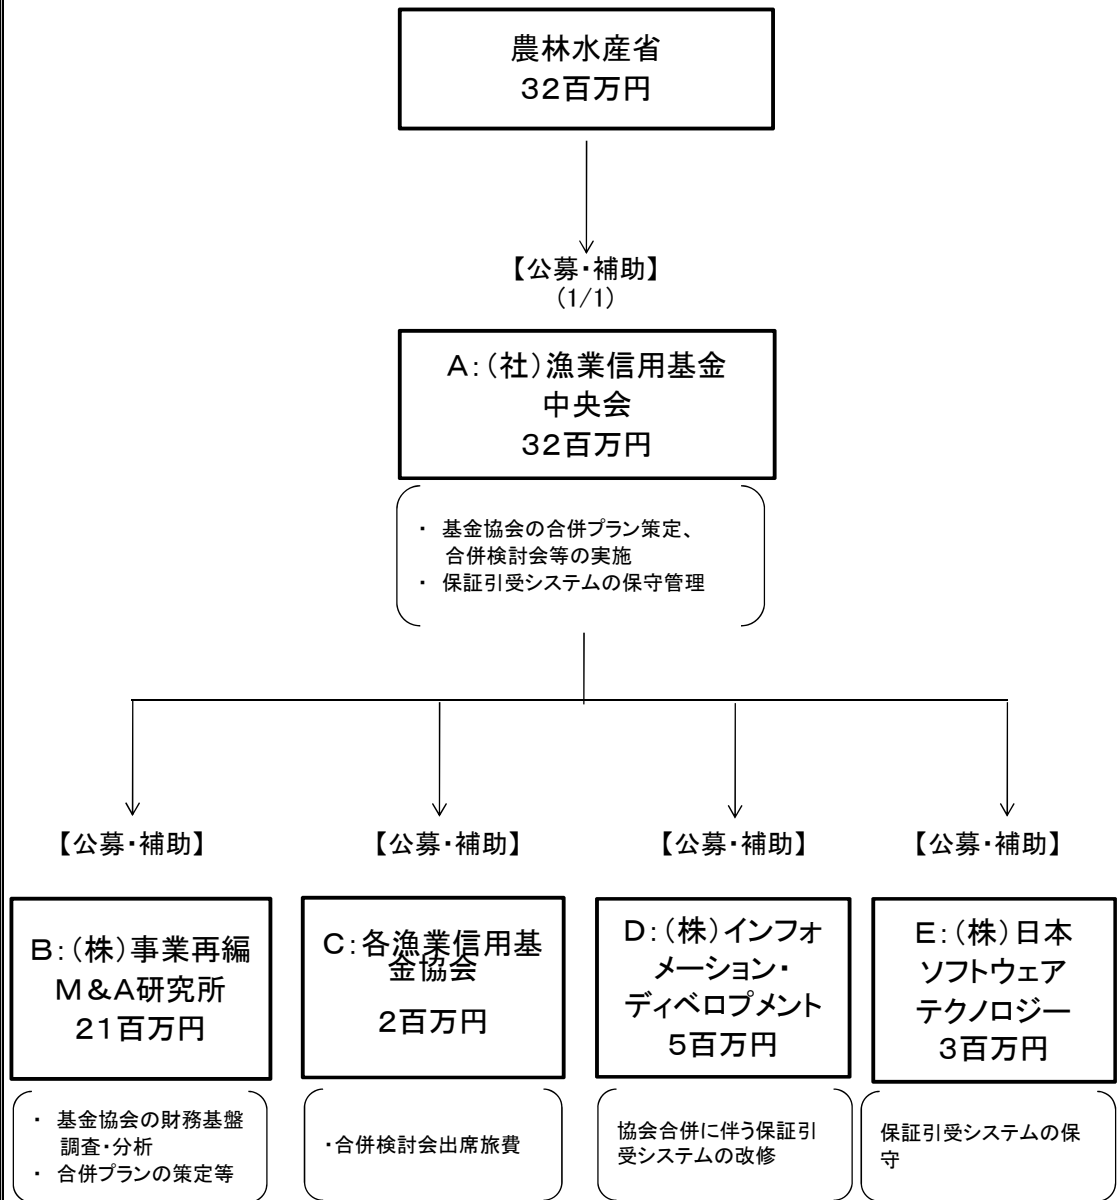 農林水産省
32百万円
【公募・補助】
(1/1)
A:(社)漁業信用基金
中央会
32百万円
・ 基金協会の合併プラン策定、
合併検討会等の実施
・ 保証引受システムの保守管理
【公募・補助】
【公募・補助】
【公募・補助】
【公募・補助】
B:(株)事業再編
M&A研究所
21百万円
C:各漁業信用基
金協会
2百万円
D:(株)インフォ
メーション・
ディベロプメント
5百万円
E:(株)日本
ソフトウェア
テクノロジー
3百万円
・ 基金協会の財務基盤
調査・分析
・ 合併プランの策定等
・合併検討会出席旅費
協会合併に伴う保証引
受システムの改修
保証引受システムの保
守